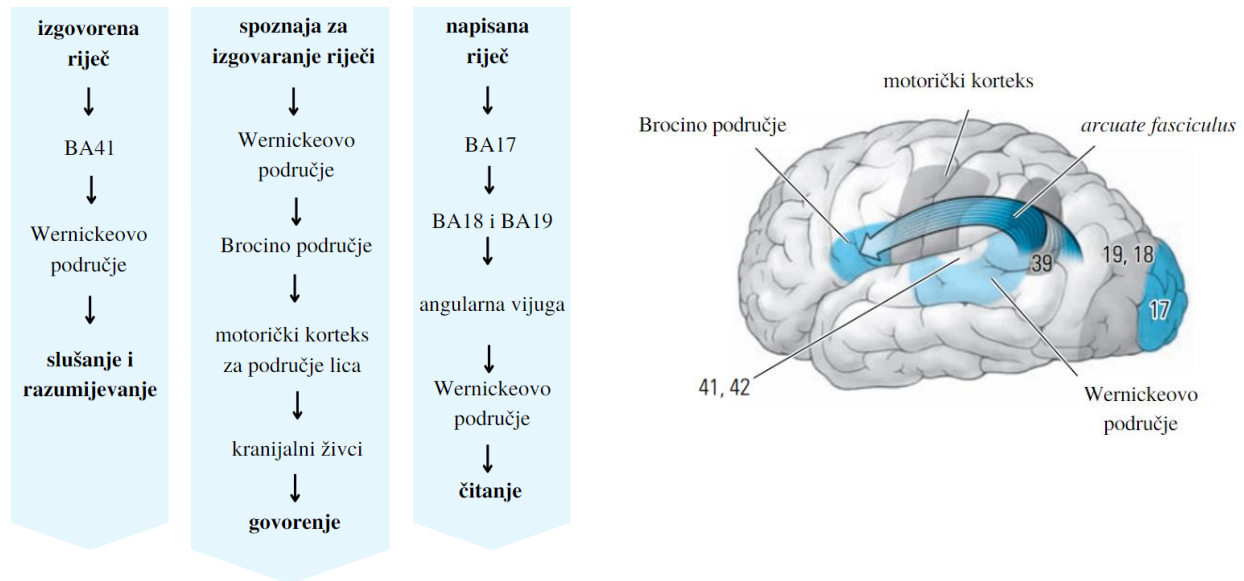 izgovorena
riječ
BA41
Wernickeovo
područje
slušanje i
razumijevanje
spoznaja za
izgovaranje riječi
Wernickeovo
područje
Brocino područje
motorički korteks
za područje lica
kranijalni živci
govorenje
napisana
riječ
BA17
BA18 i BA19
angularna vijuga
Wernickeovo
područje
čitanje
motorički korteks
Brocino područje
arcuate fasciculus
39
19, 18
17
41, 42
Wernickeovo
područje